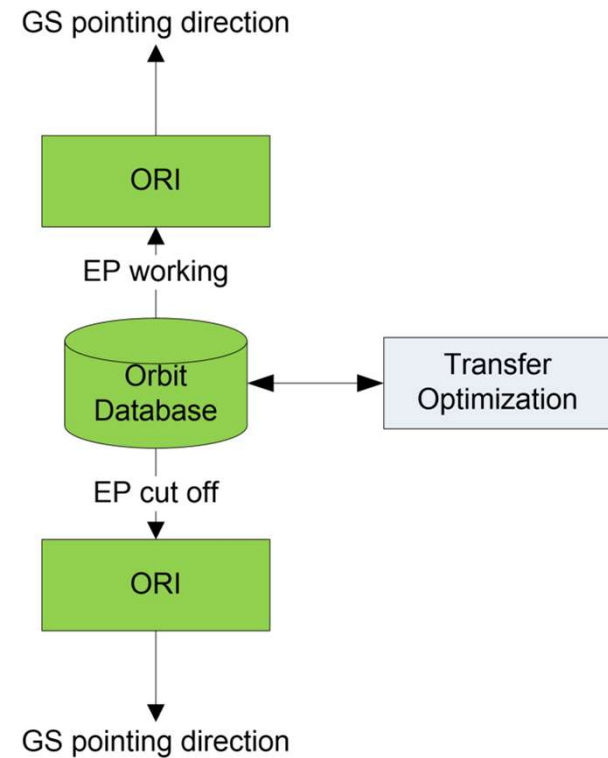 GS pointing direction
ORI
EP working
Orbit
Database
Transfer
Optimization
EP cut off
ORI
GS pointing direction